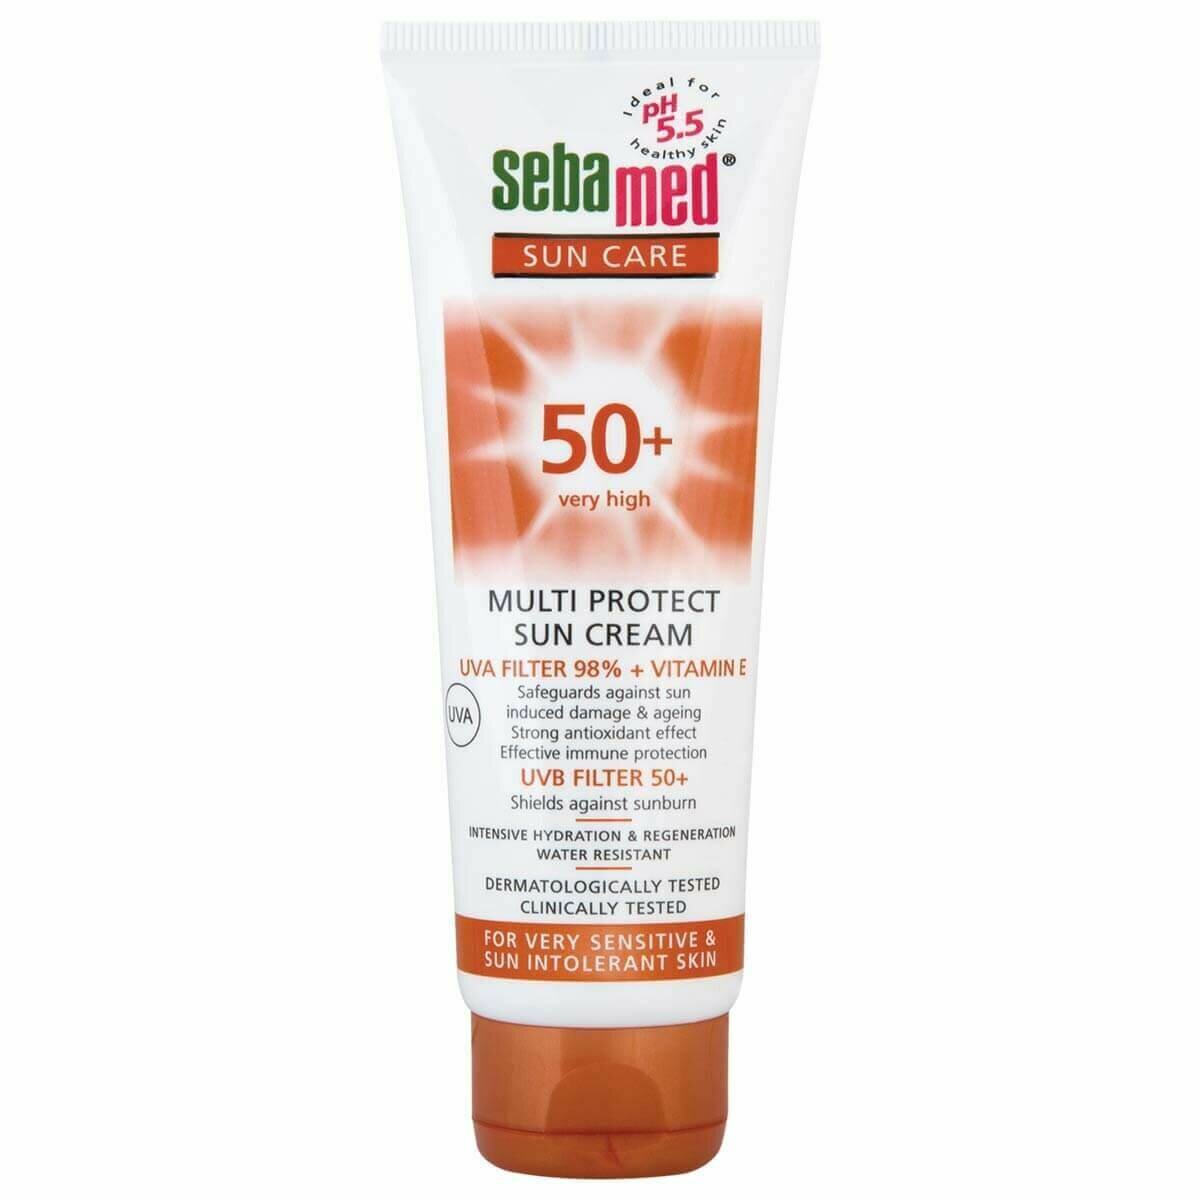 Ideal for
pH
5.5
healthy skin
sebamed®
SUN CARE
50+
very high
MULTI PROTECT
SUN CREAM
UVA FILTER 98% + VITAMIN E
Safeguards against sun
induced damage & ageing
UVA
Strong antioxidant effect
Effective immune protection
UVB FILTER 50+
Shields against sunburn
INTENSIVE HYDRATION & REGENERATION
WATER RESISTANT
DERMATOLOGICALLY TESTED
CLINICALLY TESTED
FOR VERY SENSITIVE &
SUN INTOLERANT SKIN